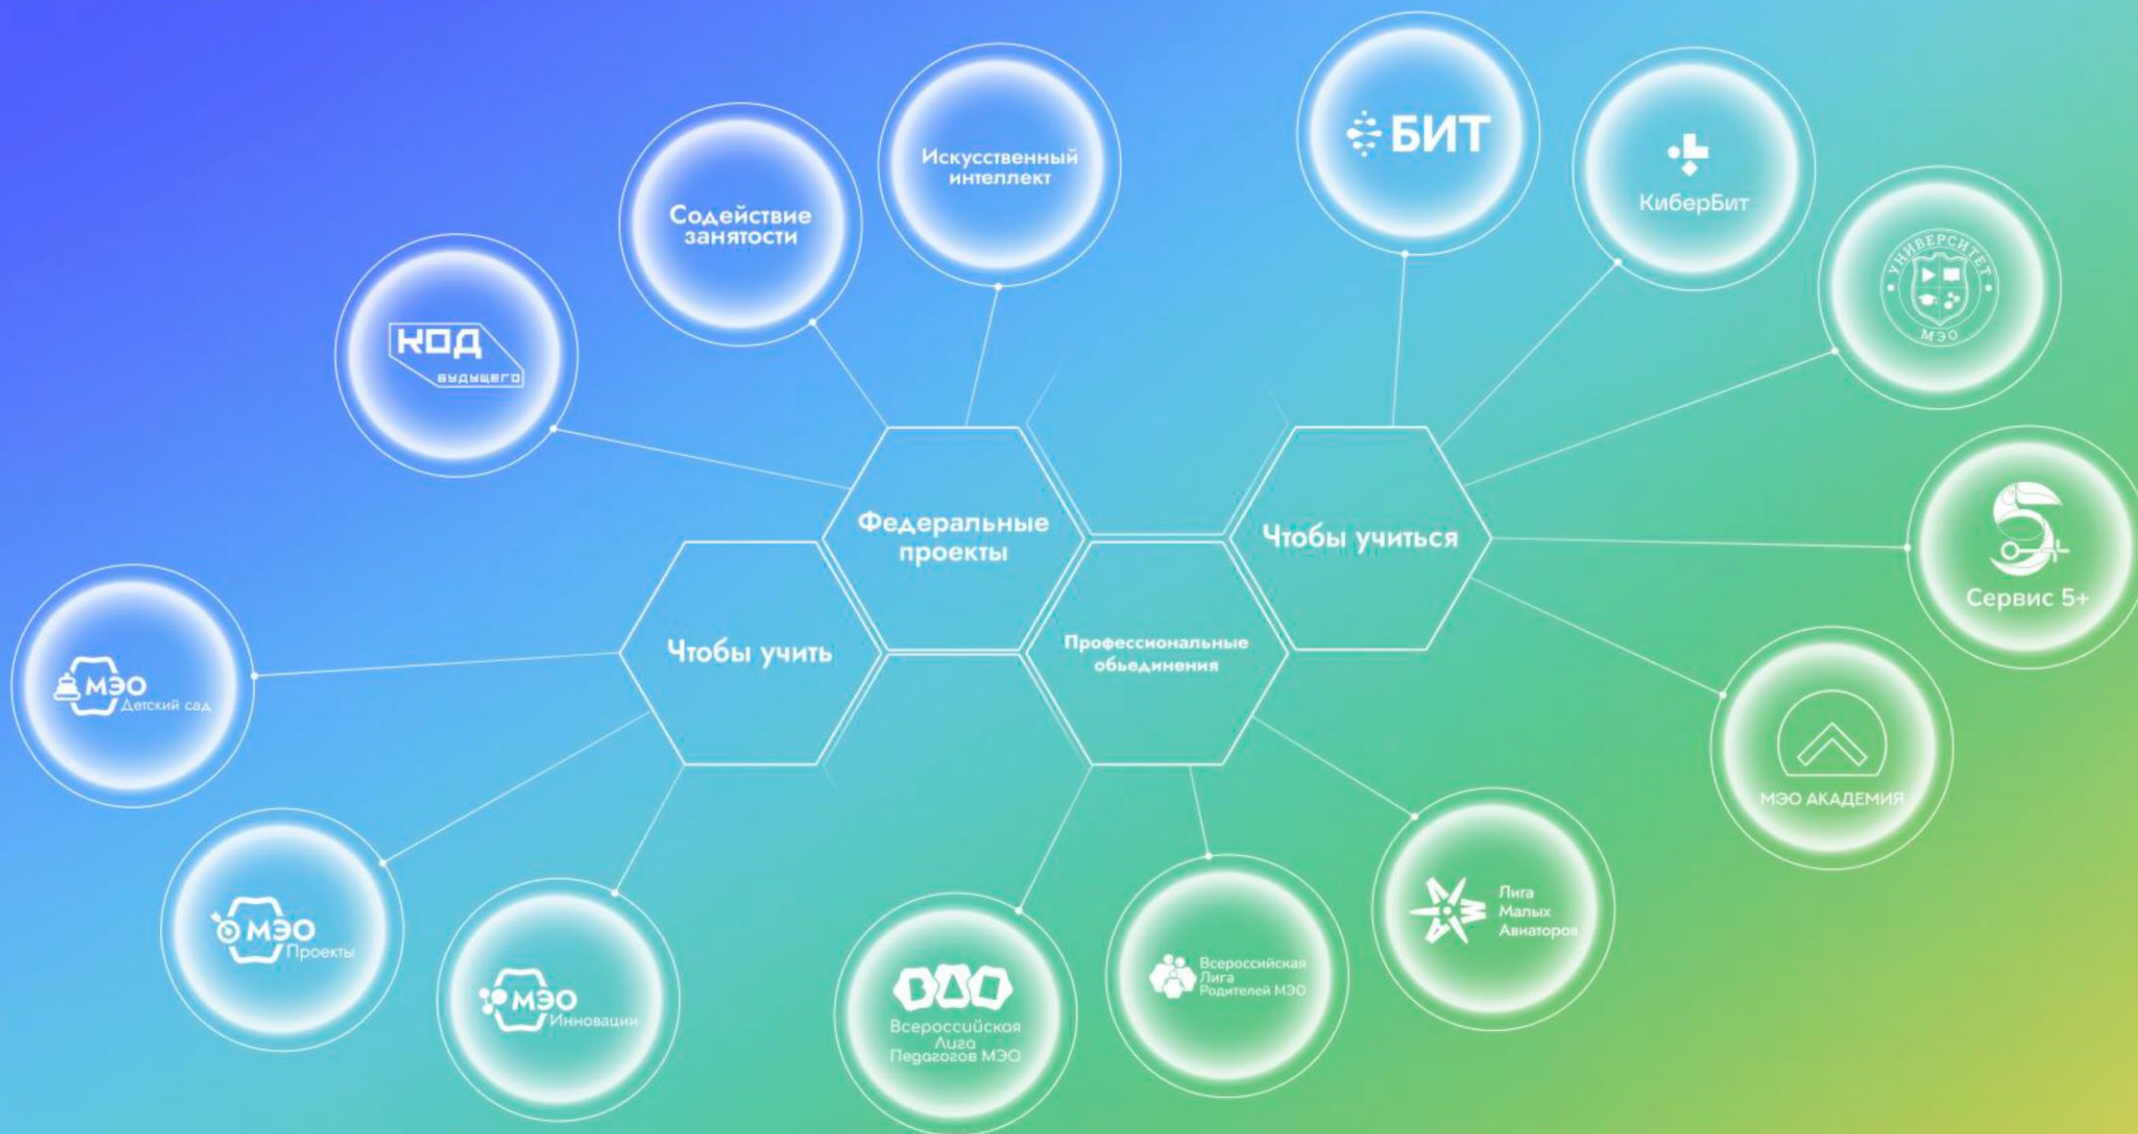 Искусственный
интеллект
Содействие
занятости
КОД
БУДУЩЕГО
БИТ
КиберБит
УНИВЕРСИТЕТ
МЭО
Федеральные
проекты
Чтобы учиться
Чтобы учить
Профессиональные
обьединения
Сервис 5+
МЭО АКАДЕМИЯ
МЭО
Детский сад
МЭО
Проекты
МЭО
Инновации
Всероссийская
Лига
Педагогов МЭО
Всероссийская
Лига
Родителей МЭО
Лига
Малых
Авиаторов